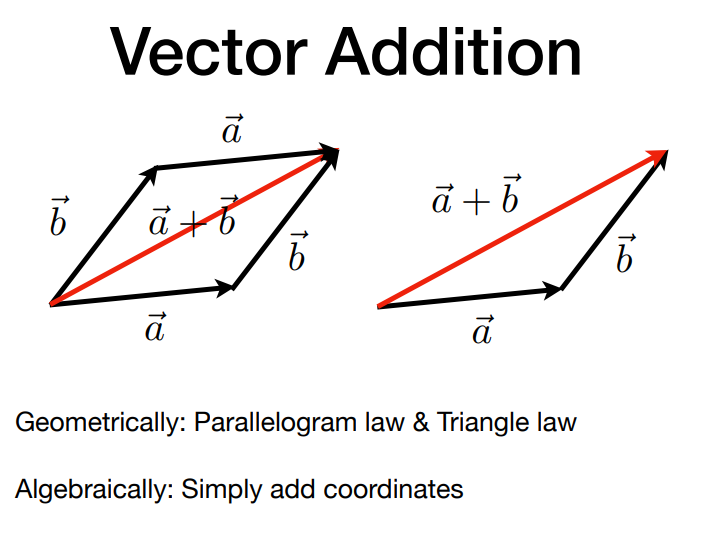 Vector Addition
$\vec{a}$
$\vec{b}$
$\vec{a} + \vec{b}$
$\vec{b}$
$\vec{a}$
$\vec{a} + \vec{b}$
$\vec{b}$
$\vec{a}$
Geometrically: Parallelogram law & Triangle law
Algebraically: Simply add coordinates